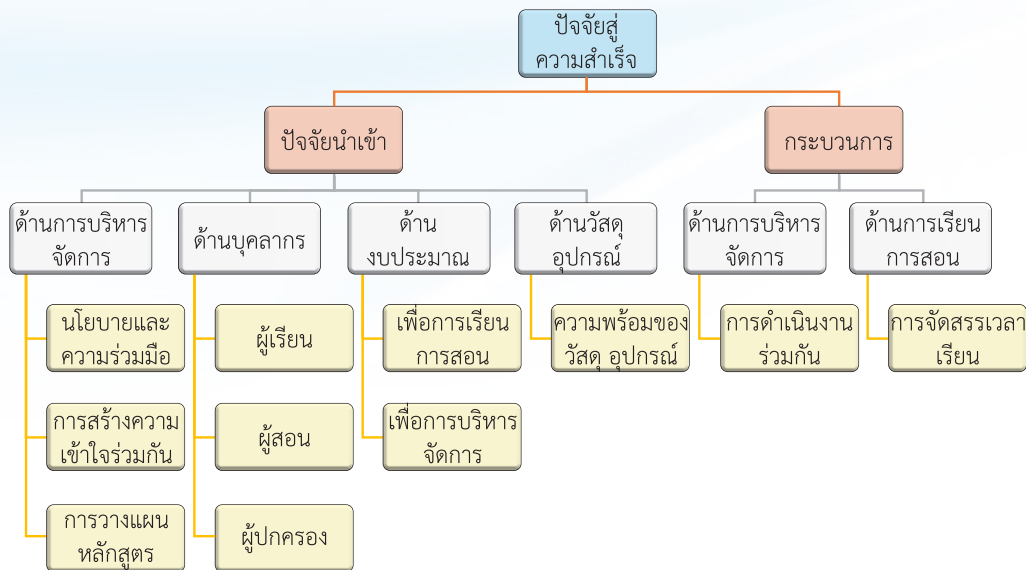 ปัจจัยสู่
ความสำเร็จ
ปัจจัยนำเข้า
กระบวนการ
ด้านการบริหาร
จัดการ
ด้านบุคลากร
ด้าน
งบประมาณ
ด้านวัสดุ
อุปกรณ์
ด้านการบริหาร
จัดการ
ด้านการเรียน
การสอน
นโยบายและ
ความร่วมมือ
ผู้เรียน
เพื่อการเรียน
การสอน
ความพร้อมของ
วัสดุ อุปกรณ์
การดำเนินงาน
ร่วมกัน
การจัดสรรเวลา
เรียน
การสร้างความ
เข้าใจร่วมกัน
ผู้สอน
เพื่อการบริหาร
จัดการ
การวางแผน
หลักสูตร
ผู้ปกครอง